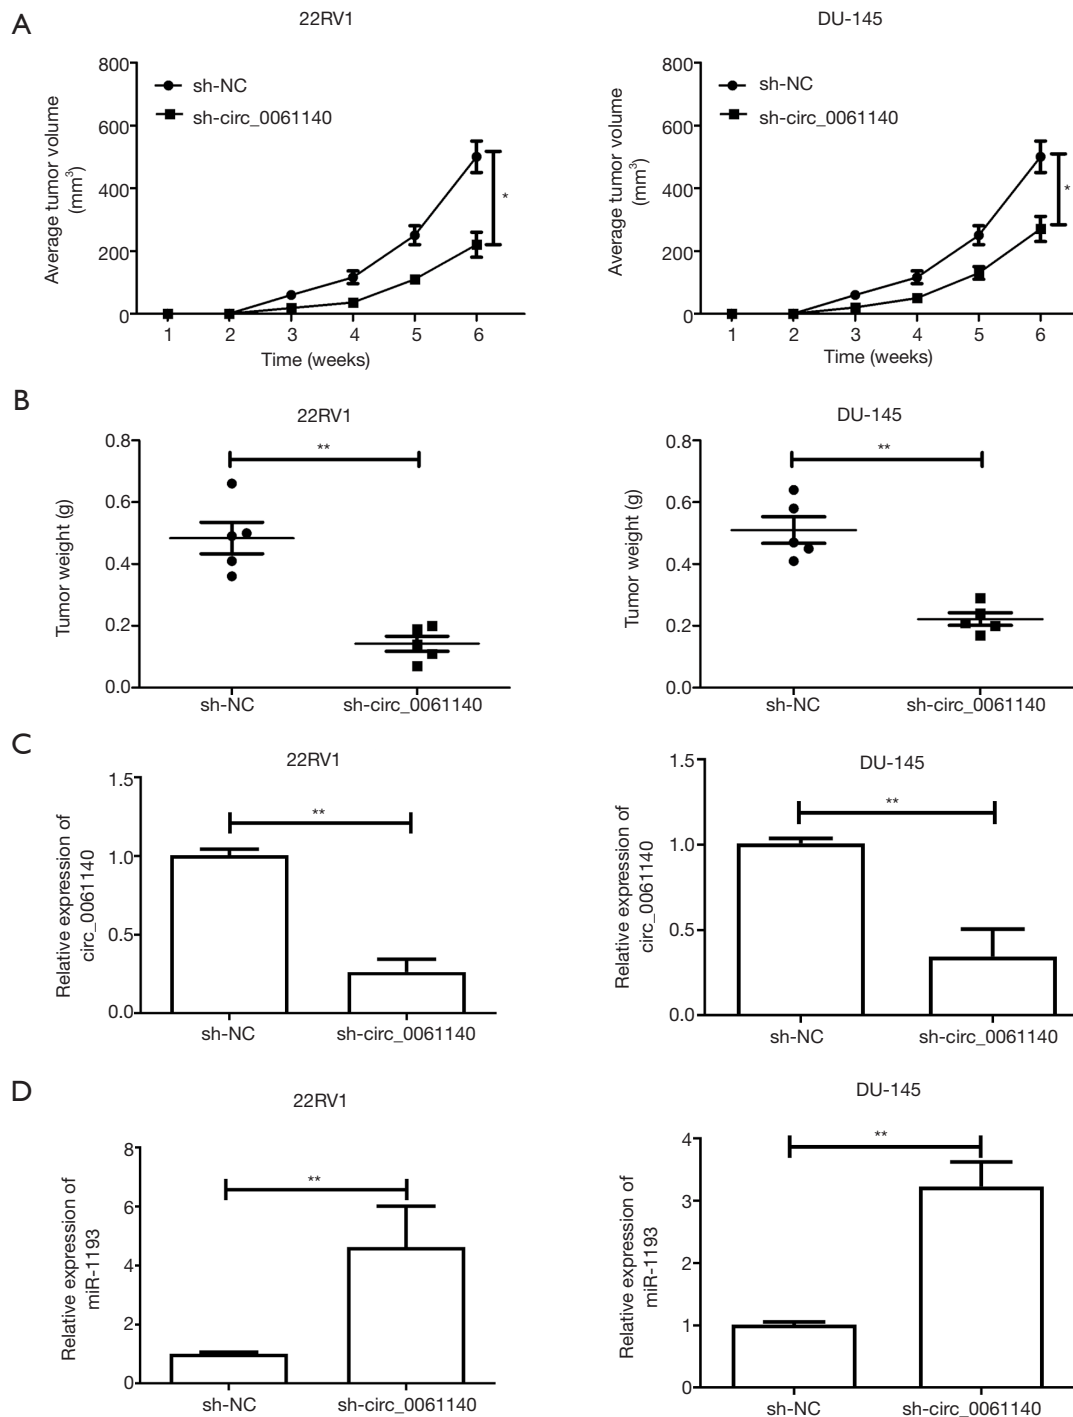 A
22RV1
Average tumor volume
(mm³)
800
600
400
200
0
sh-NC
sh-circ_0061140
*
1 2 3 4 5 6
Time (weeks)
DU-145
Average tumor volume
(mm³)
800
600
400
200
0
sh-NC
sh-circ_0061140
*
1 2 3 4 5 6
Time (weeks)
B
22RV1
Tumor weight (g)
0.8
0.6
0.4
0.2
0.0
**
sh-NC sh-circ_0061140
DU-145
Tumor weight (g)
0.8
0.6
0.4
0.2
0.0
**
sh-NC sh-circ_0061140
C
22RV1
Relative expression of
circ_0061140
1.5
1.0
0.5
0.0
**
sh-NC sh-circ_0061140
DU-145
Relative expression of
circ_0061140
1.5
1.0
0.5
0.0
**
sh-NC sh-circ_0061140
D
22RV1
Relative expression of
miR-1193
8
6
4
2
0
**
sh-NC sh-circ_0061140
DU-145
Relative expression of
miR-1193
4
3
2
1
0
**
sh-NC sh-circ_0061140